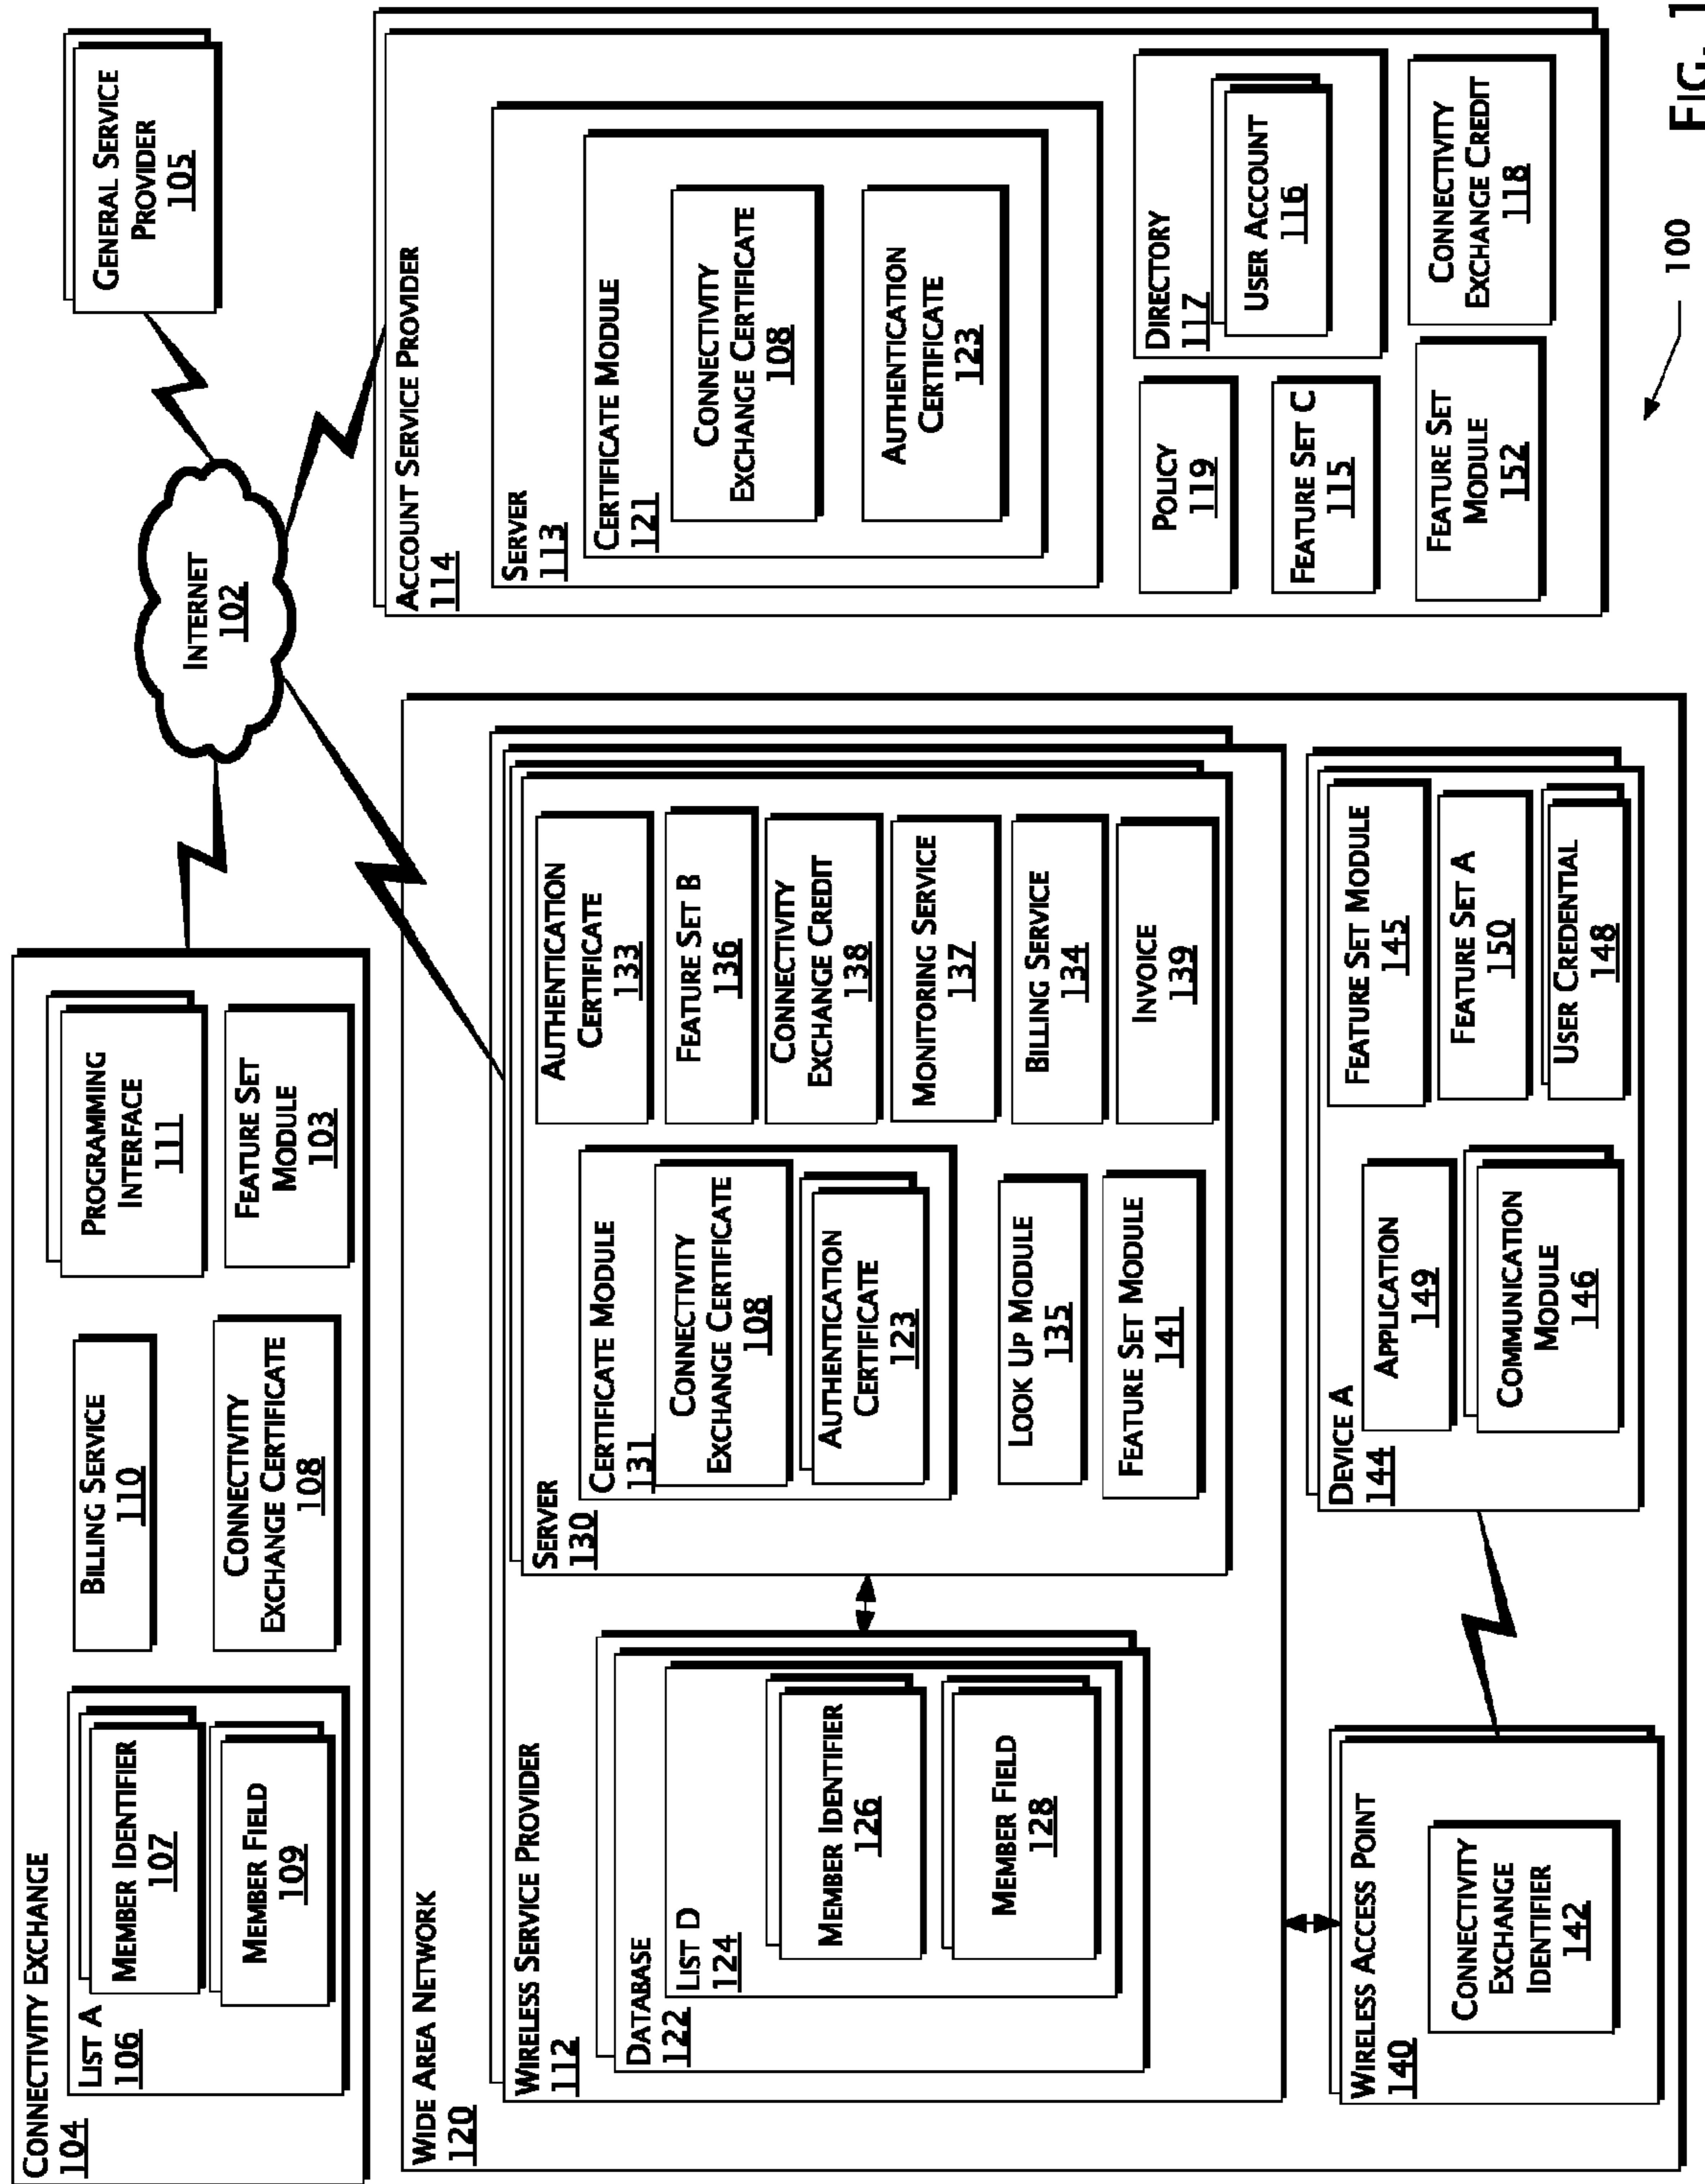 CONNECTIVITY EXCHANGE
104
LIST A
106
MEMBER IDENTIFIER
107
MEMBER FIELD
109
BILLING SERVICE
110
CONNECTIVITY
EXCHANGE CERTIFICATE
108
PROGRAMMING
INTERFACE
111
FEATURE SET
MODULE
103
INTERNET
102
GENERAL SERVICE
PROVIDER
105
WIDE AREA NETWORK
120
WIRELESS SERVICE PROVIDER
112
DATABASE
122
LIST D
124
MEMBER IDENTIFIER
126
MEMBER FIELD
128
SERVER
130
CERTIFICATE MODULE
131
CONNECTIVITY
EXCHANGE CERTIFICATE
108
AUTHENTICATION
CERTIFICATE
123
LOOK UP MODULE
135
FEATURE SET MODULE
141
AUTHENTICATION
CERTIFICATE
133
FEATURE SET B
136
CONNECTIVITY
EXCHANGE CREDIT
138
MONITORING SERVICE
137
BILLING SERVICE
134
INVOICE
139
WIRELESS ACCESS POINT
140
CONNECTIVITY
EXCHANGE
IDENTIFIER
142
DEVICE A
144
APPLICATION
149
COMMUNICATION
MODULE
146
FEATURE SET MODULE
145
FEATURE SET A
150
USER CREDENTIAL
148
ACCOUNT SERVICE PROVIDER
114
SERVER
113
CERTIFICATE MODULE
121
CONNECTIVITY
EXCHANGE CERTIFICATE
108
AUTHENTICATION
CERTIFICATE
123
POLICY
119
FEATURE SET C
115
FEATURE SET
MODULE
152
DIRECTORY
117
USER ACCOUNT
116
CONNECTIVITY
EXCHANGE CREDIT
118
100
FIG. 1